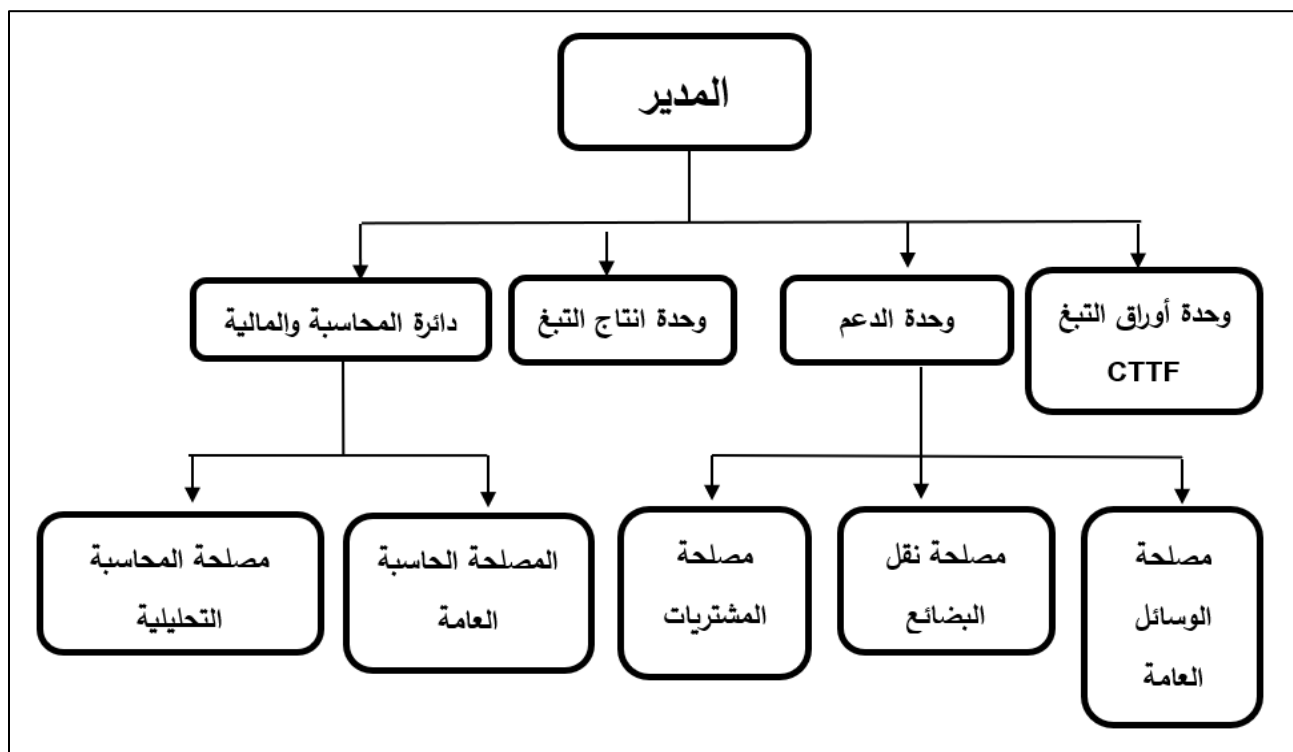 المدير
وحدة أوراق التبغ
CTTF
وحدة الدعم
وحدة انتاج التبغ
دائرة المحاسبة والمالية
مصلحة
الوسائل
العامة
مصلحة نقل
البضائع
مصلحة
المشتريات
المصلحة الحاسبة
العامة
مصلحة المحاسبة
التحليلية